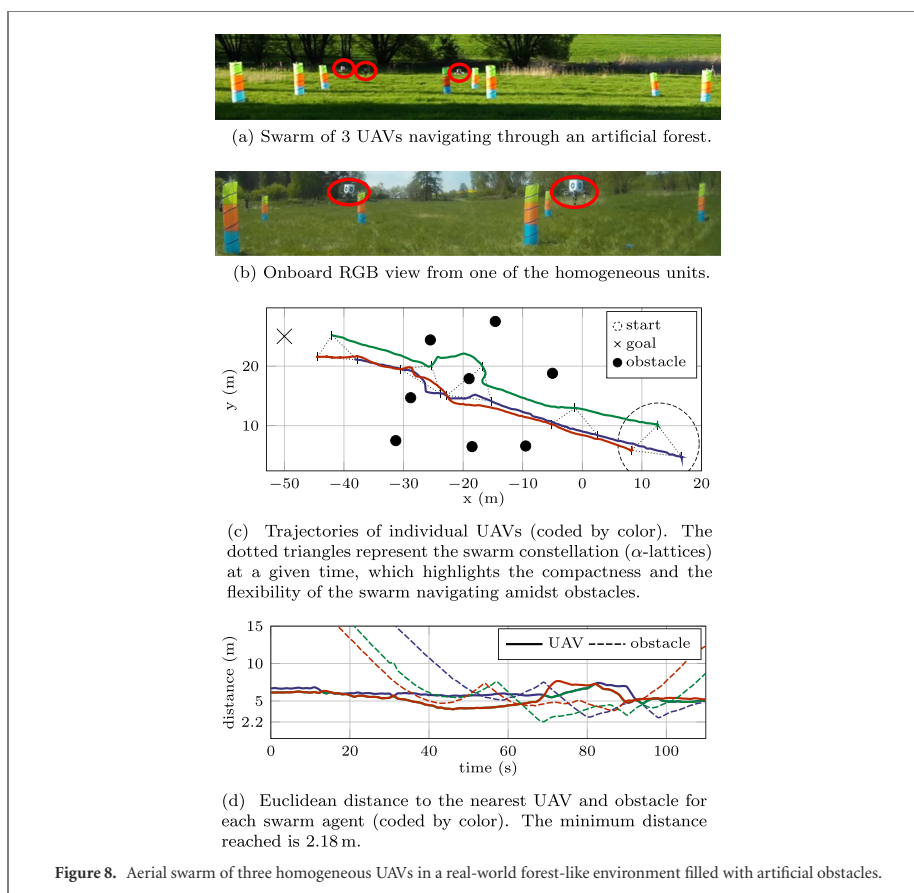 (a) Swarm of 3 UAVs navigating through an artificial forest.
(b) Onboard RGB view from one of the homogeneous units.
start
goal
obstacle
20
10
y (m)
−50 −40 −30 −20 −10 0 10 20
x (m)
(c) Trajectories of individual UAVs (coded by color). The
dotted triangles represent the swarm constellation (α-lattices)
at a given time, which highlights the compactness and the
flexibility of the swarm navigating amidst obstacles.
UAV obstacle
15
10
5
2.2
distance (m)
0 20 40 60 80 100
time (s)
(d) Euclidean distance to the nearest UAV and obstacle for
each swarm agent (coded by color). The minimum distance
reached is 2.18 m.
Figure 8. Aerial swarm of three homogeneous UAVs in a real-world forest-like environment filled with artificial obstacles.